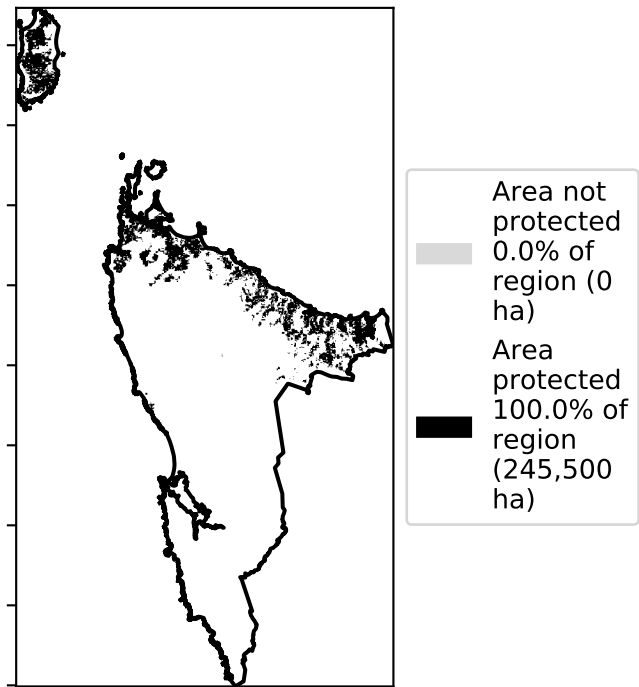 Area not
protected
0.0% of
region (0
ha)
Area
protected
100.0% of
region
(245,500
ha)